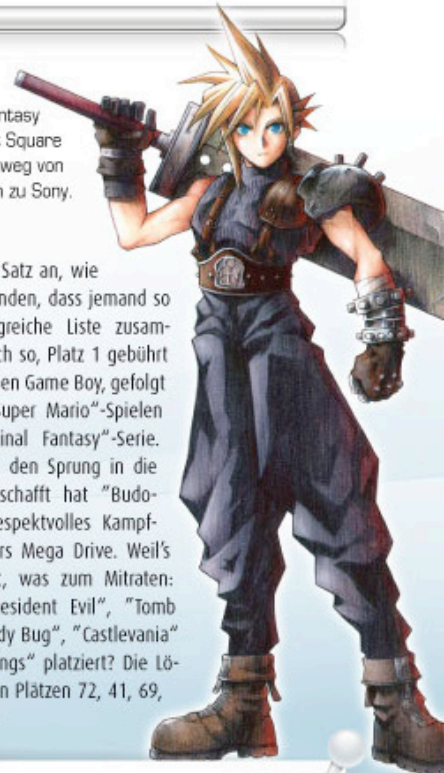 ntasy
Square
weg von
zu Sony.
Satz an, wie
nden, dass jemand so
greiche Liste zusam-
ch so, Platz 1 gebührt
en Game Boy, gefolgt
uper Mario“-Spielen
inal Fantasy“-Serie.
den Sprung in die
schafft hat "Budo-
espektvolles Kampf-
rs Mega Drive. Weil's
, was zum Mitraten:
esident Evil", "Tomb
dy Bug", "Castlevania“
ngs“ platziert? Die Lö-
n Plätzen 72, 41, 69,